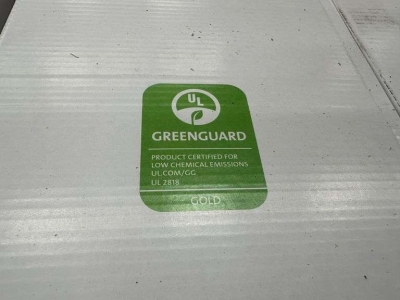 UL
GREENGUARD
PRODUCT CERTIFIED FOR
LOW CHEMICAL EMISSIONS
UL.COM/GG
UL 2818
GOLD